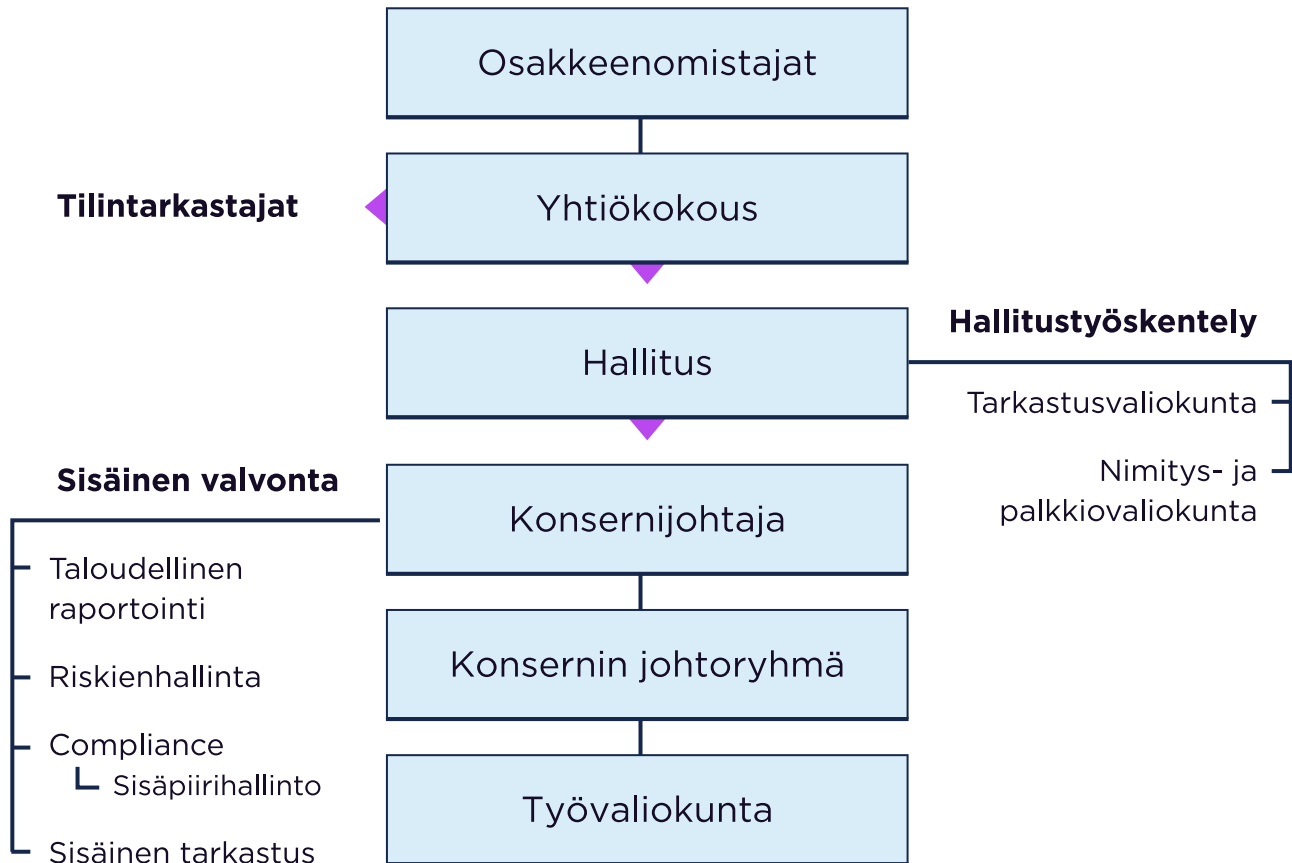 Osakkeenomistajat
Tilintarkastajat
Yhtiökokous
Hallitustyöskentely
Hallitus
Tarkastusvaliokunta
Nimitys- ja
palkkiovaliokunta
Sisäinen valvonta
Konsernijohtaja
Taloudellinen
raportointi
Riskienhallinta
Compliance
Sisäpiirihallinto
Sisäinen tarkastus
Konsernin johtoryhmä
Työvaliokunta